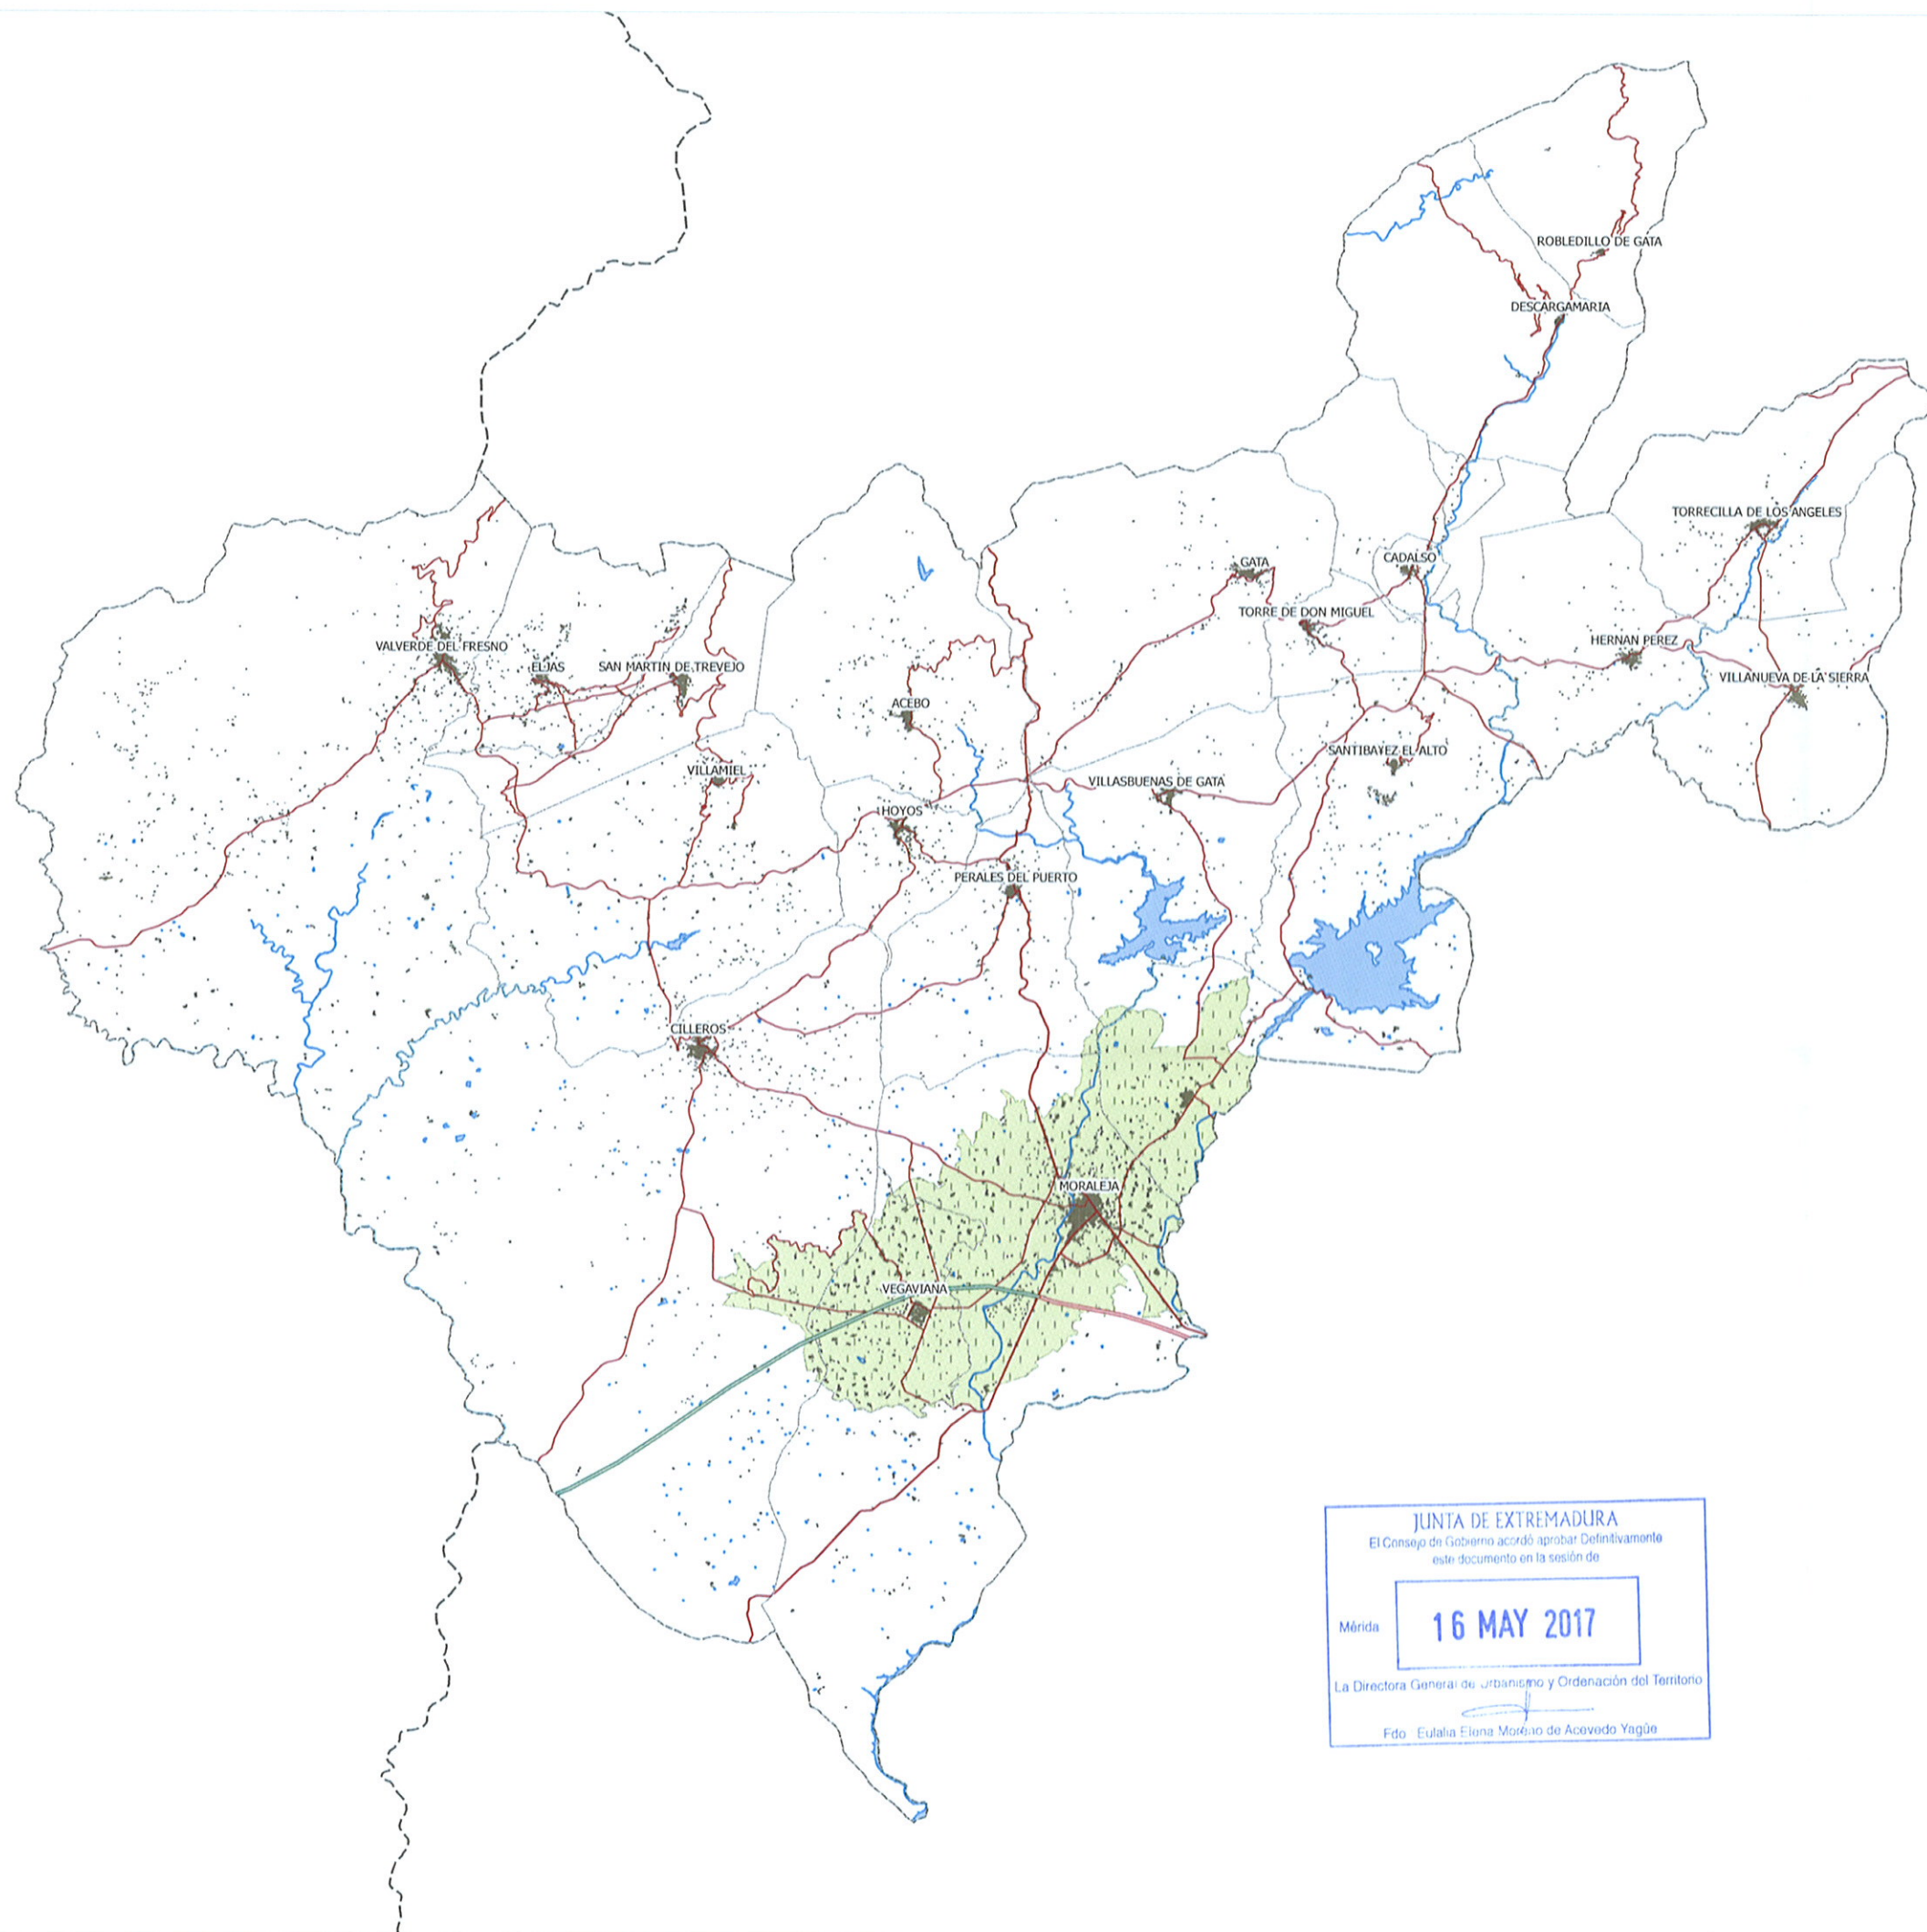 ROBLEDILLO DE GATA
DESCARGAMARIA
TORRECILLA DE LOS ANGELES
GATA
CADALSO
TORRE DE DON MIGUEL
HERNAN PEREZ
VALVERDE DEL FRESNO
ELJAS
SAN MARTIN DE TREVEJO
VILLANUEVA DE LA SIERRA
ACEBO
SANTIBAYEZ EL ALTO
VILLAMIEL
VILLASBUENAS DE GATA
HOYOS
PERALES DEL PUERTO
CILLEROS
MORALEJA
VEGAVIANA
JUNTA DE EXTREMADURA
El Consejo de Gobierno acordó aprobar Definitivamente
este documento en la sesión de
Mérida
16 MAY 2017
La Directora General de Urbanismo y Ordenación del Territorio
Fdo Eulalia Elena Moreno de Acevedo Yagüe